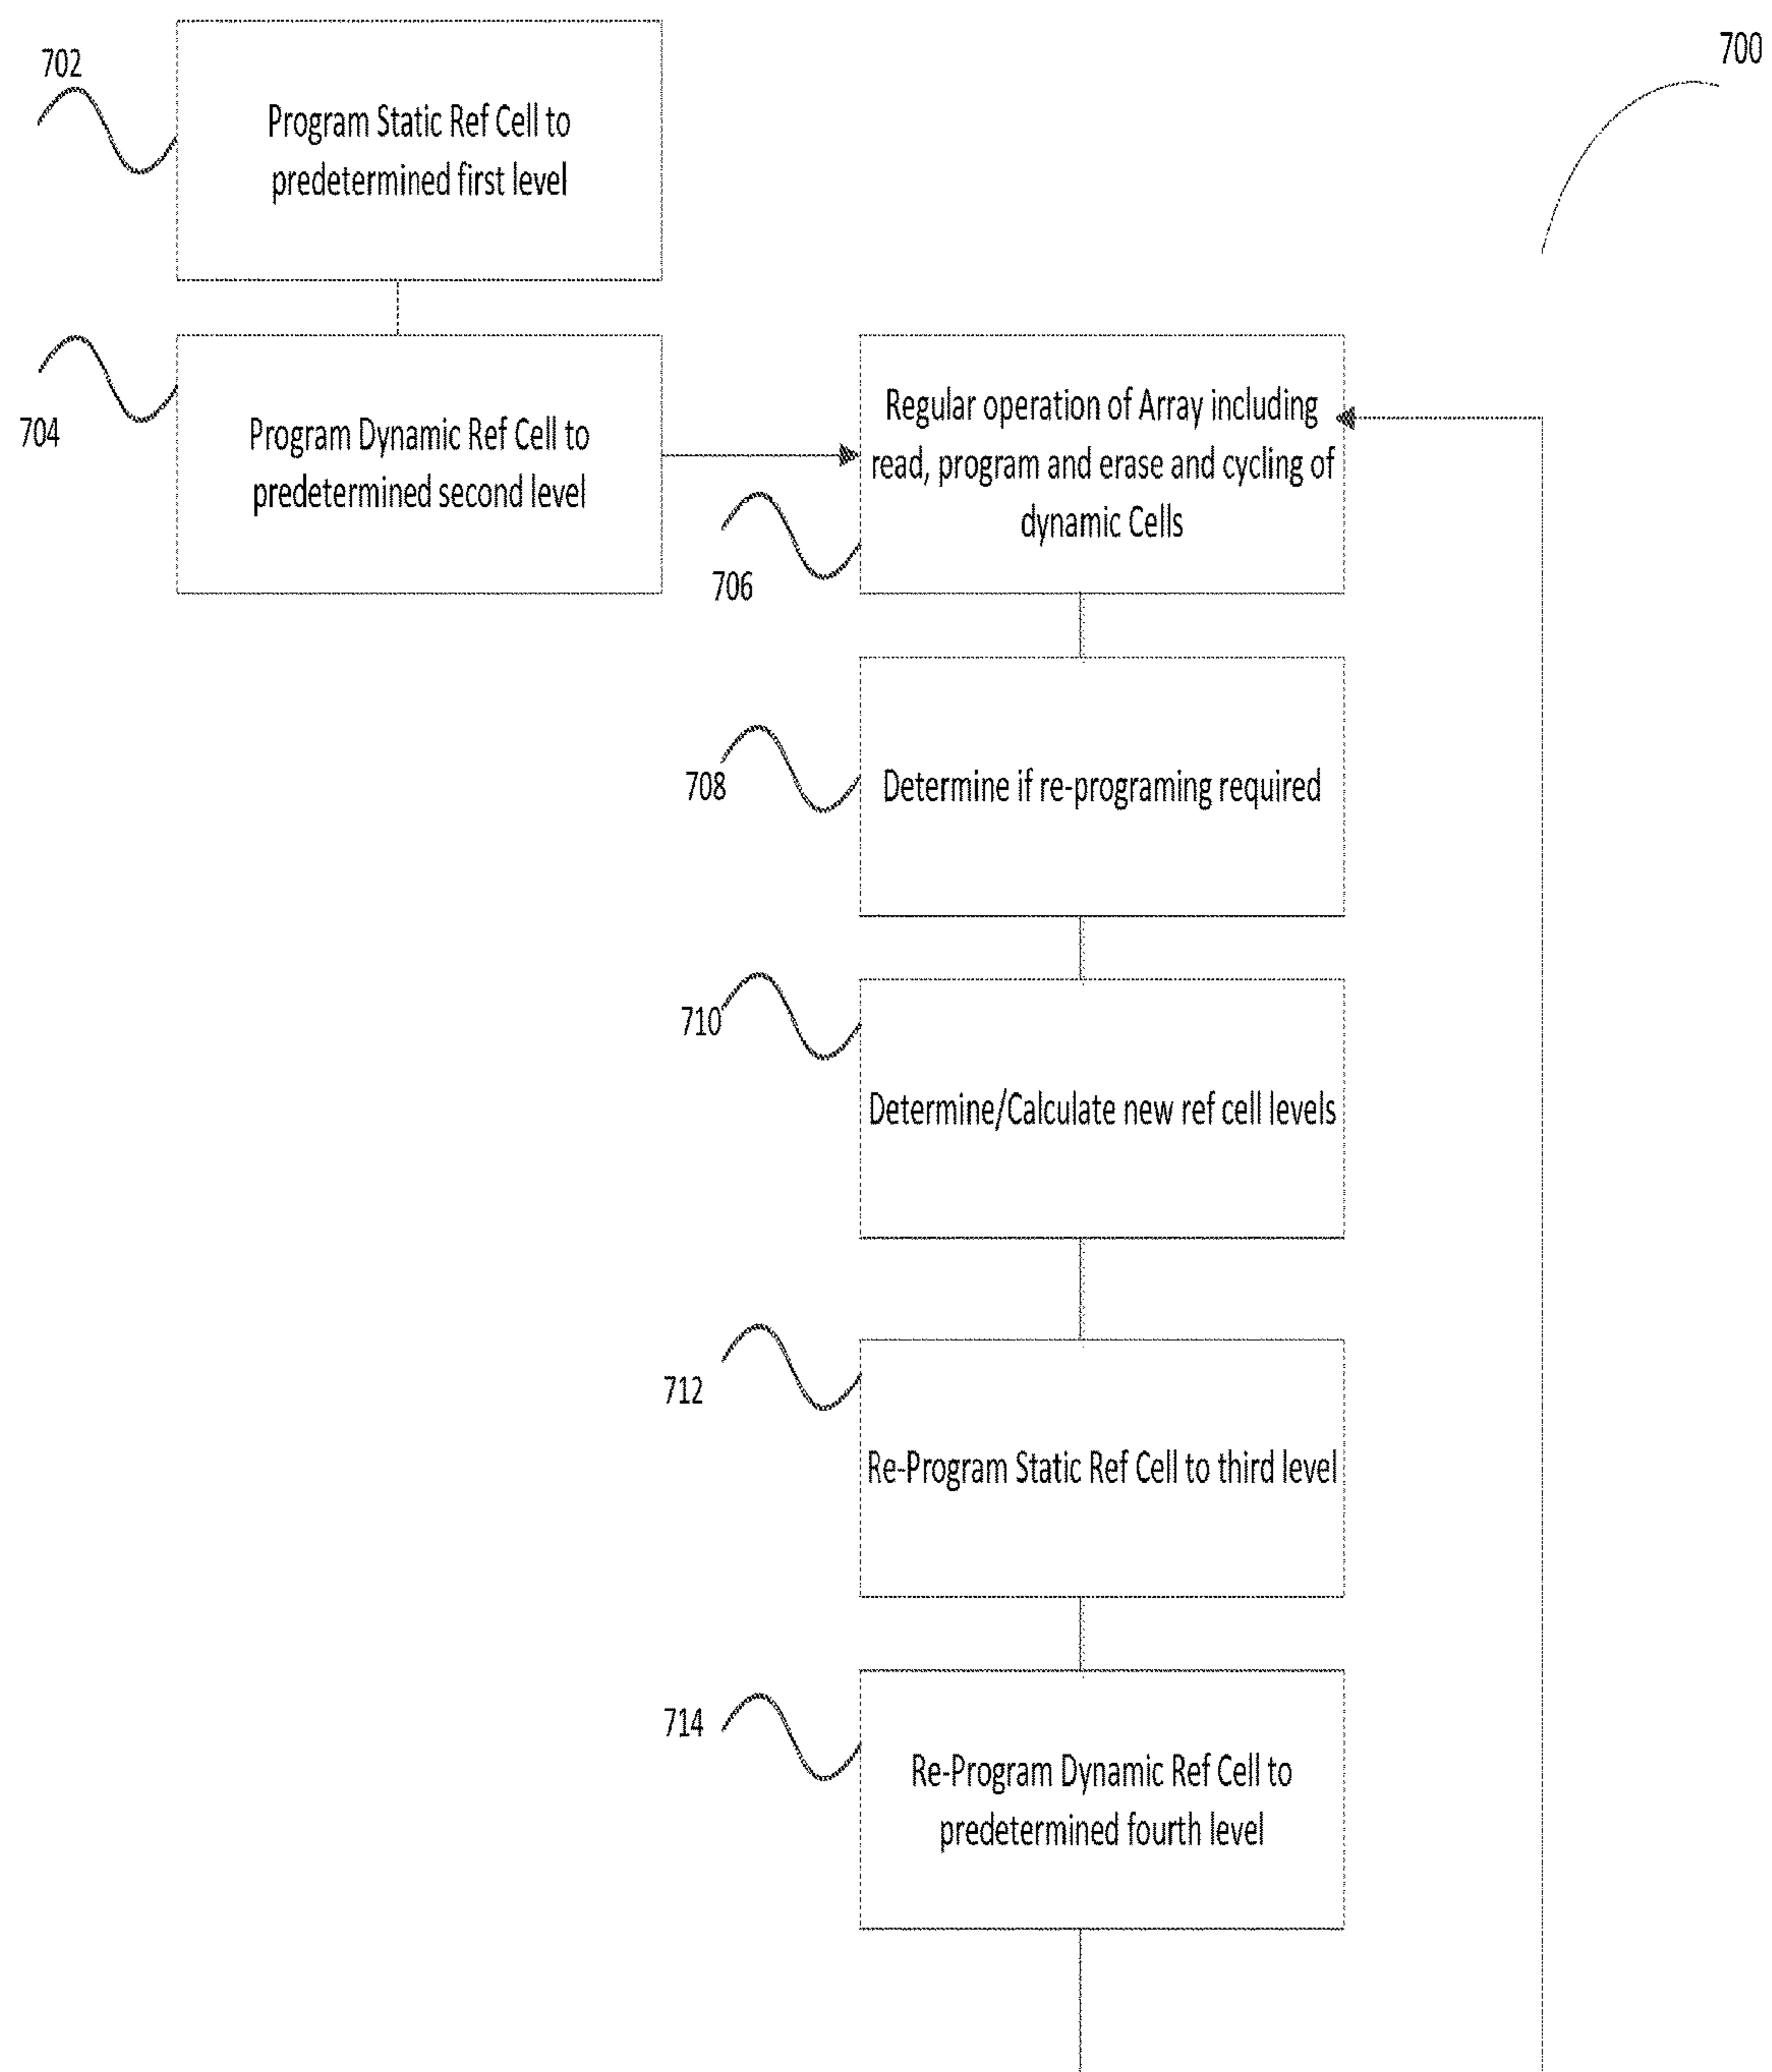 702
700
Program Static Ref Cell to
predetermined first level
704
Program Dynamic Ref Cell to
predetermined second level
Regular operation of Array including
read, program and erase and cycling of
dynamic Cells
706
708
Determine if re-programing required
710
Determine/Calculate new ref cell levels
712
Re-Program Static Ref Cell to third level
714
Re-Program Dynamic Ref Cell to
predetermined fourth level